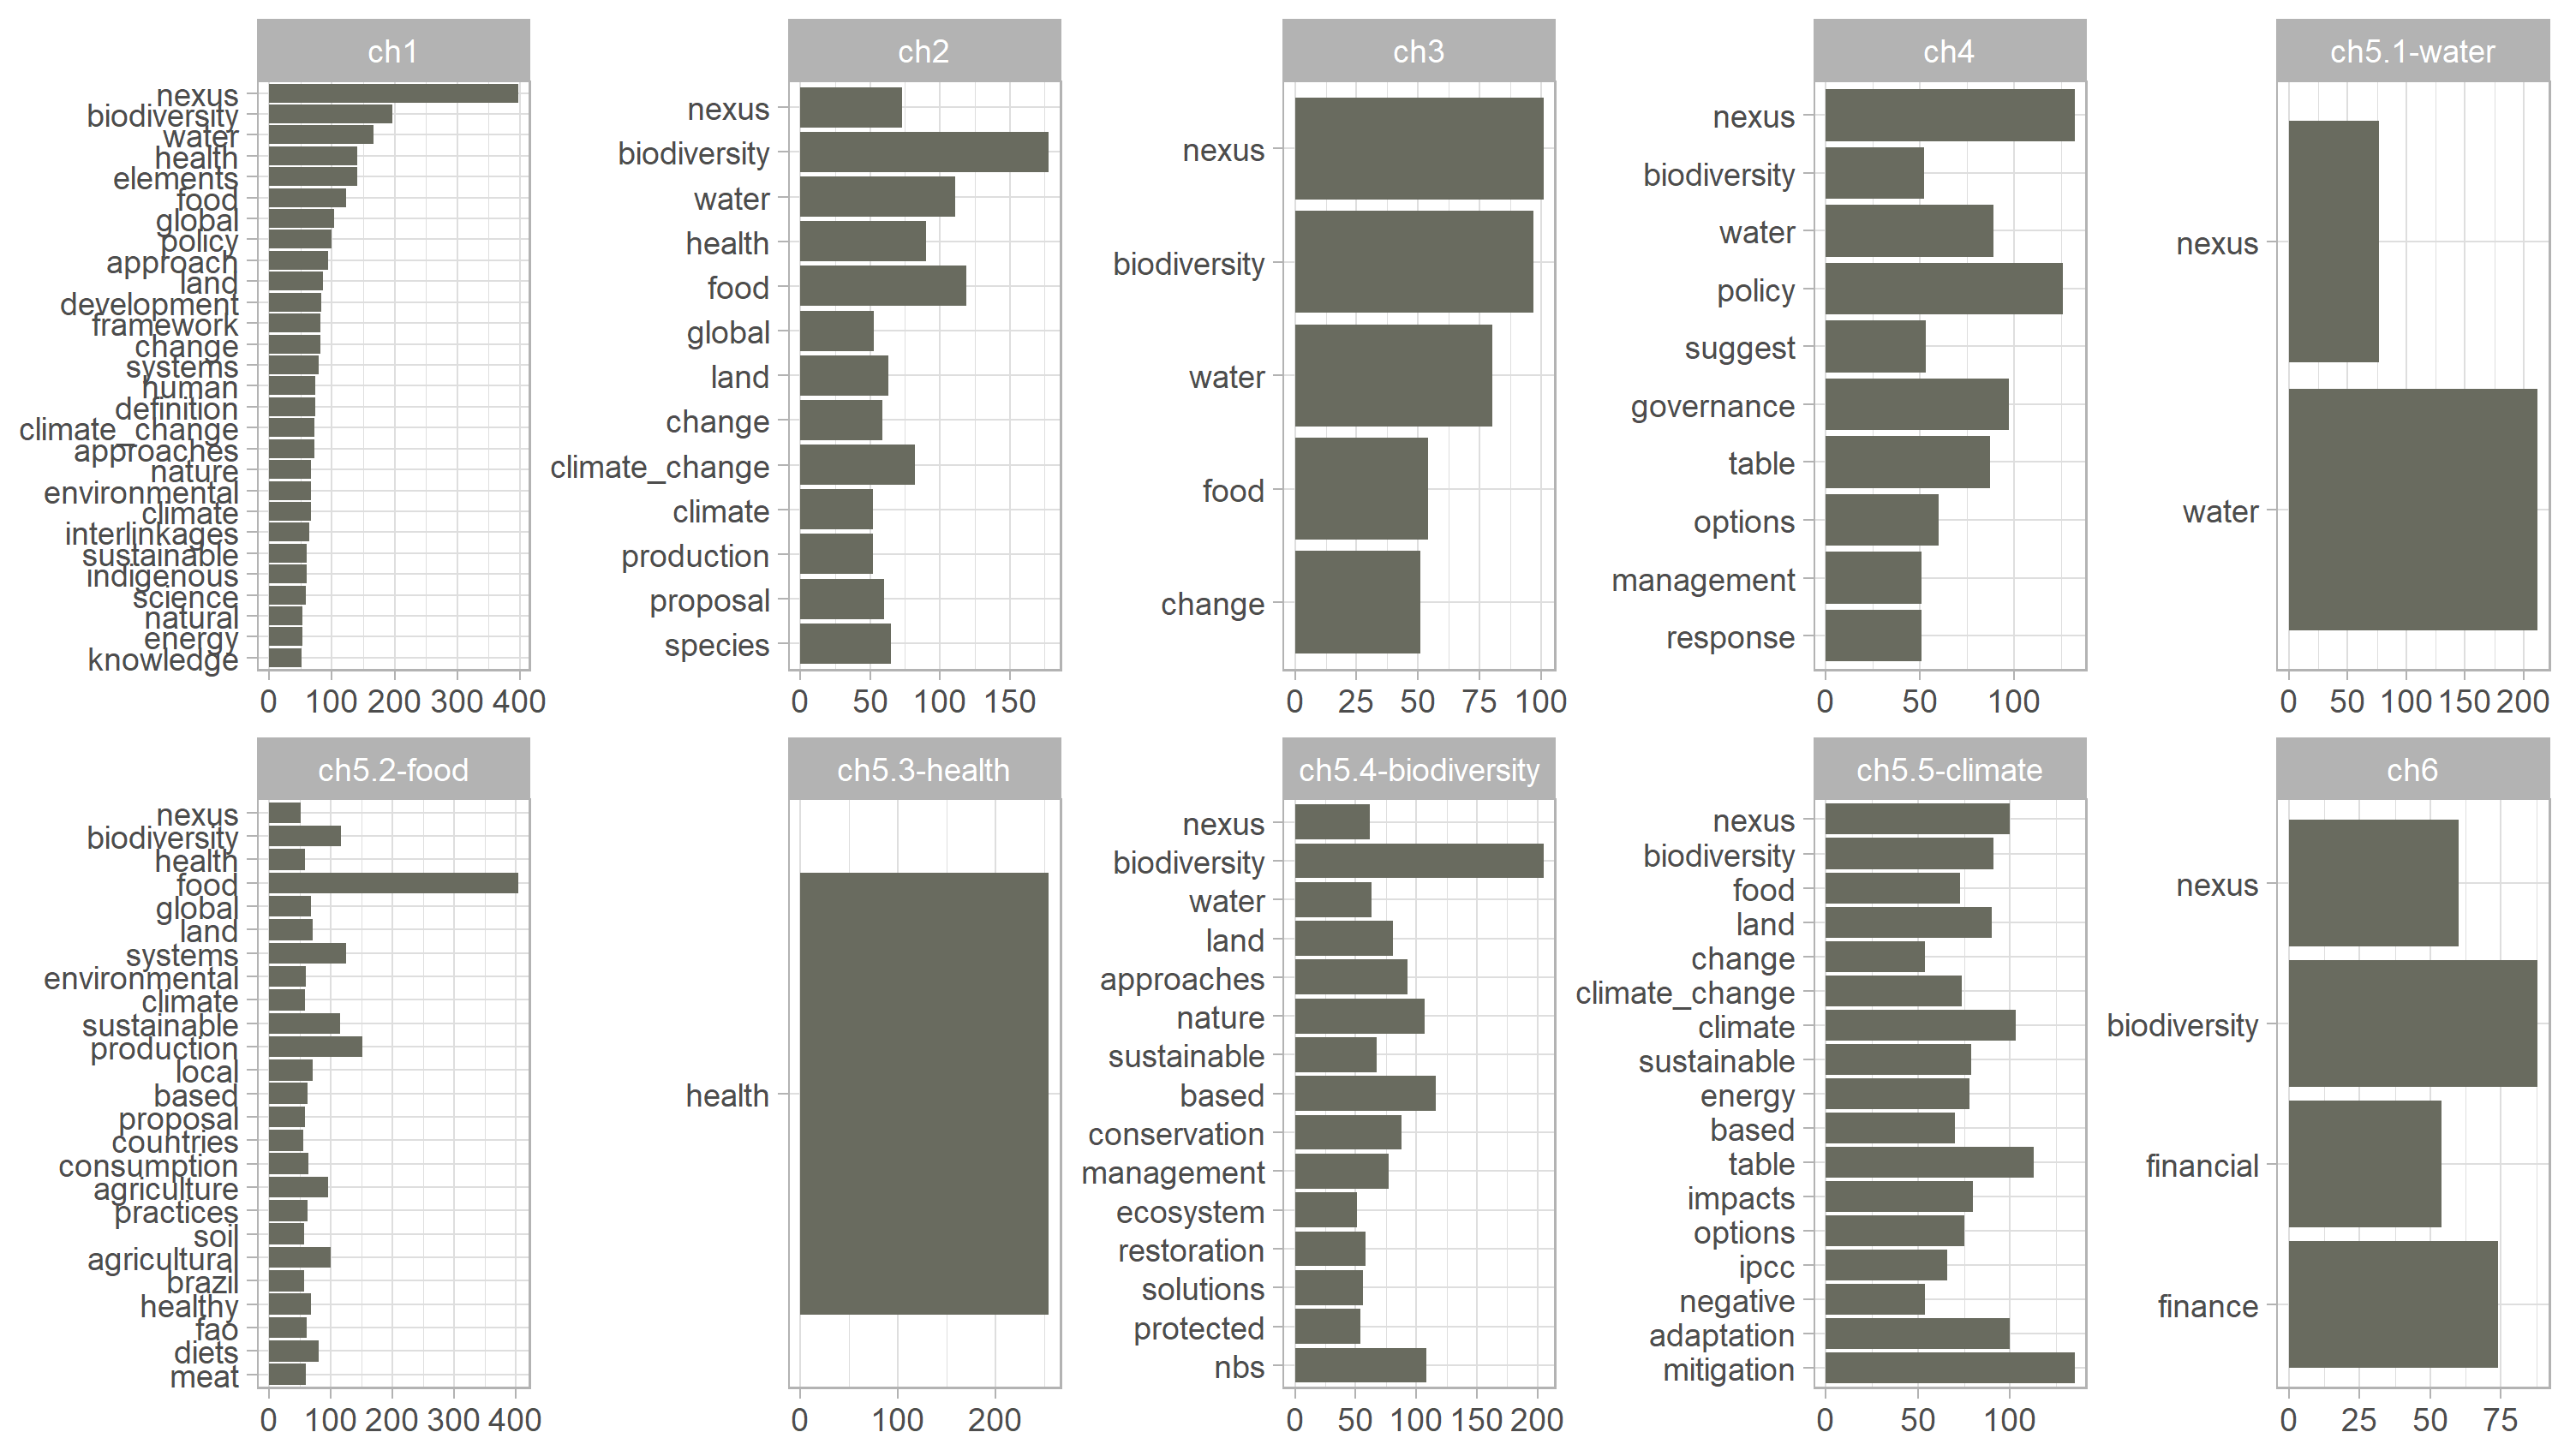 ch1
nexus
biodiversity
water
health
elements
food
global
policy
approach
land
development
framework
change
systems
human
definition
climate_change
approaches
nature
environmental
climate
interlinkages
sustainable
indigenous
science
natural
energy
knowledge
0 100 200 300 400
ch2
nexus
biodiversity
water
health
food
global
land
change
climate_change
climate
production
proposal
species
0 50 100 150
ch3
nexus
biodiversity
water
food
change
0 25 50 75 100
ch4
nexus
biodiversity
water
policy
suggest
governance
table
options
management
response
0 50 100
ch5.1-water
nexus
water
0 50 100 150 200
ch5.2-food
nexus
biodiversity
health
food
global
land
systems
environmental
climate
sustainable
production
local
based
proposal
countries
consumption
agriculture
practices
soil
agricultural
brazil
healthy
fao
diets
meat
0 100 200 300 400
ch5.3-health
health
0 100 200
ch5.4-biodiversity
nexus
biodiversity
water
land
approaches
nature
sustainable
based
conservation
management
ecosystem
restoration
solutions
protected
nbs
0 50 100 150 200
ch5.5-climate
nexus
biodiversity
food
land
change
climate_change
climate
sustainable
energy
based
table
impacts
options
ipcc
negative
adaptation
mitigation
0 50 100
ch6
nexus
biodiversity
financial
finance
0 25 50 75